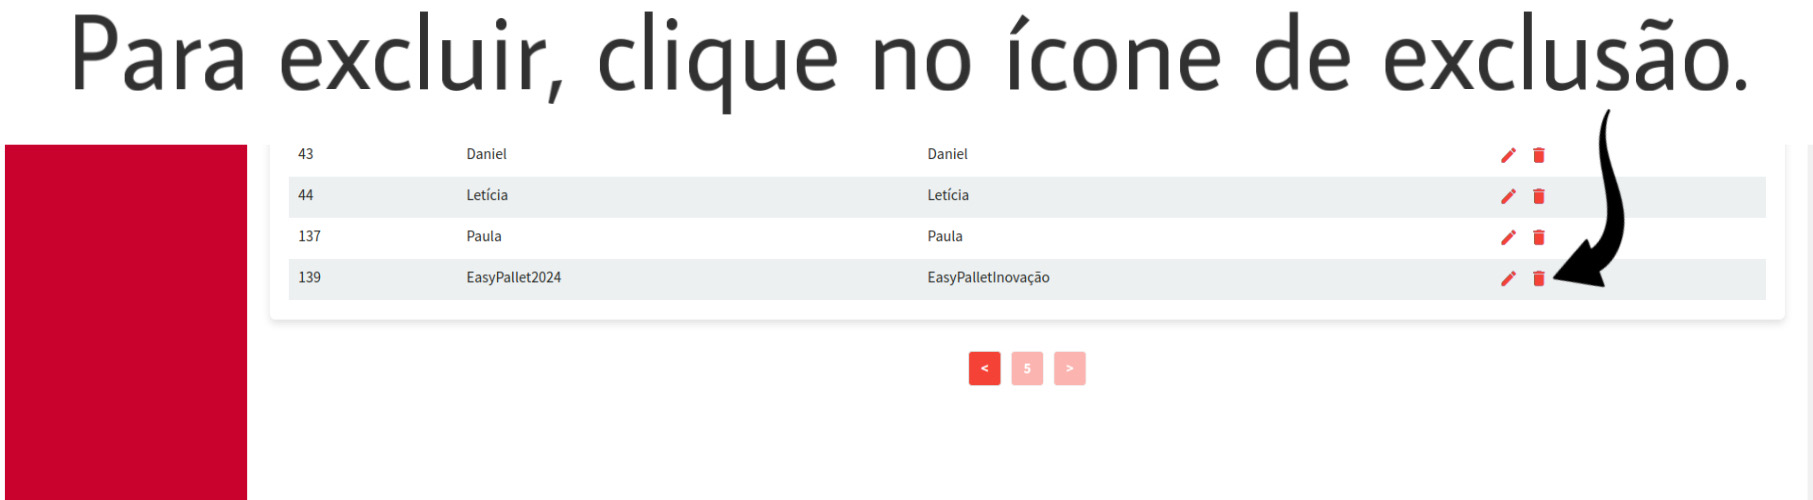 Para excluir, clique no ícone de exclusão.
43 Daniel Daniel
44 Letícia Letícia
137 Paula Paula
139 EasyPallet2024 EasyPalletInovação
< 5 >